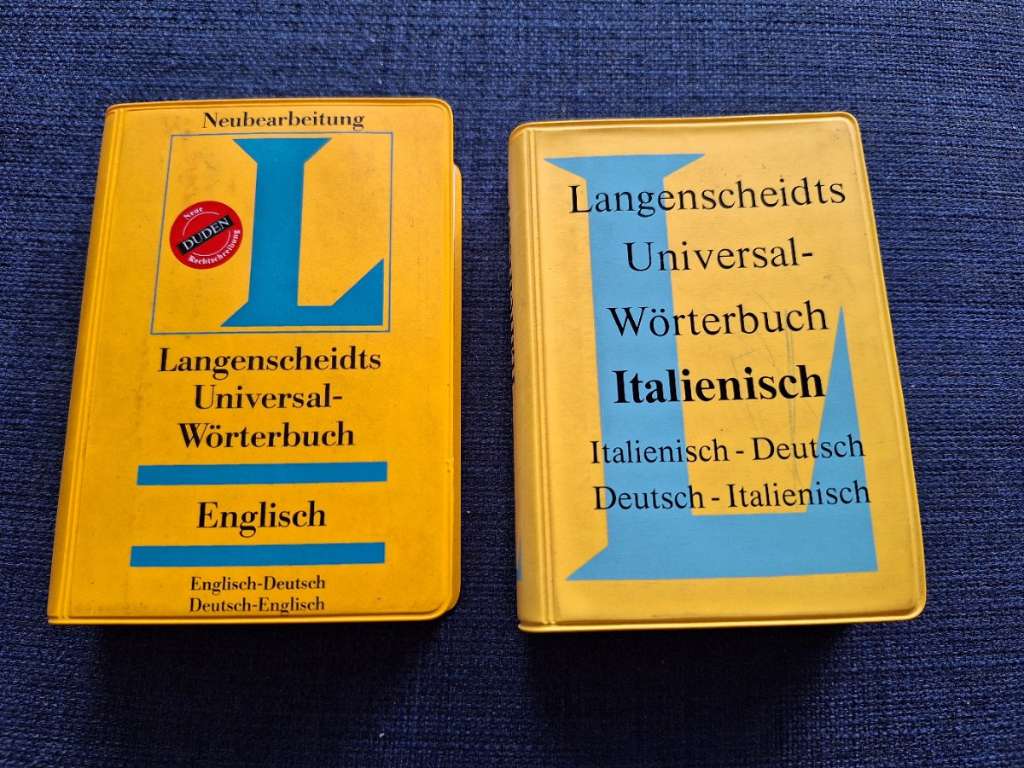 Neubearbeitung
L
Neue
DUDEN
Rechtschreibung
Langenscheidts
Universal-
Wörterbuch
Englisch
Englisch-Deutsch
Deutsch-Englisch
L
Langenscheidts
Universal-
Wörterbuch
Italienisch
Italienisch - Deutsch
Deutsch - Italienisch